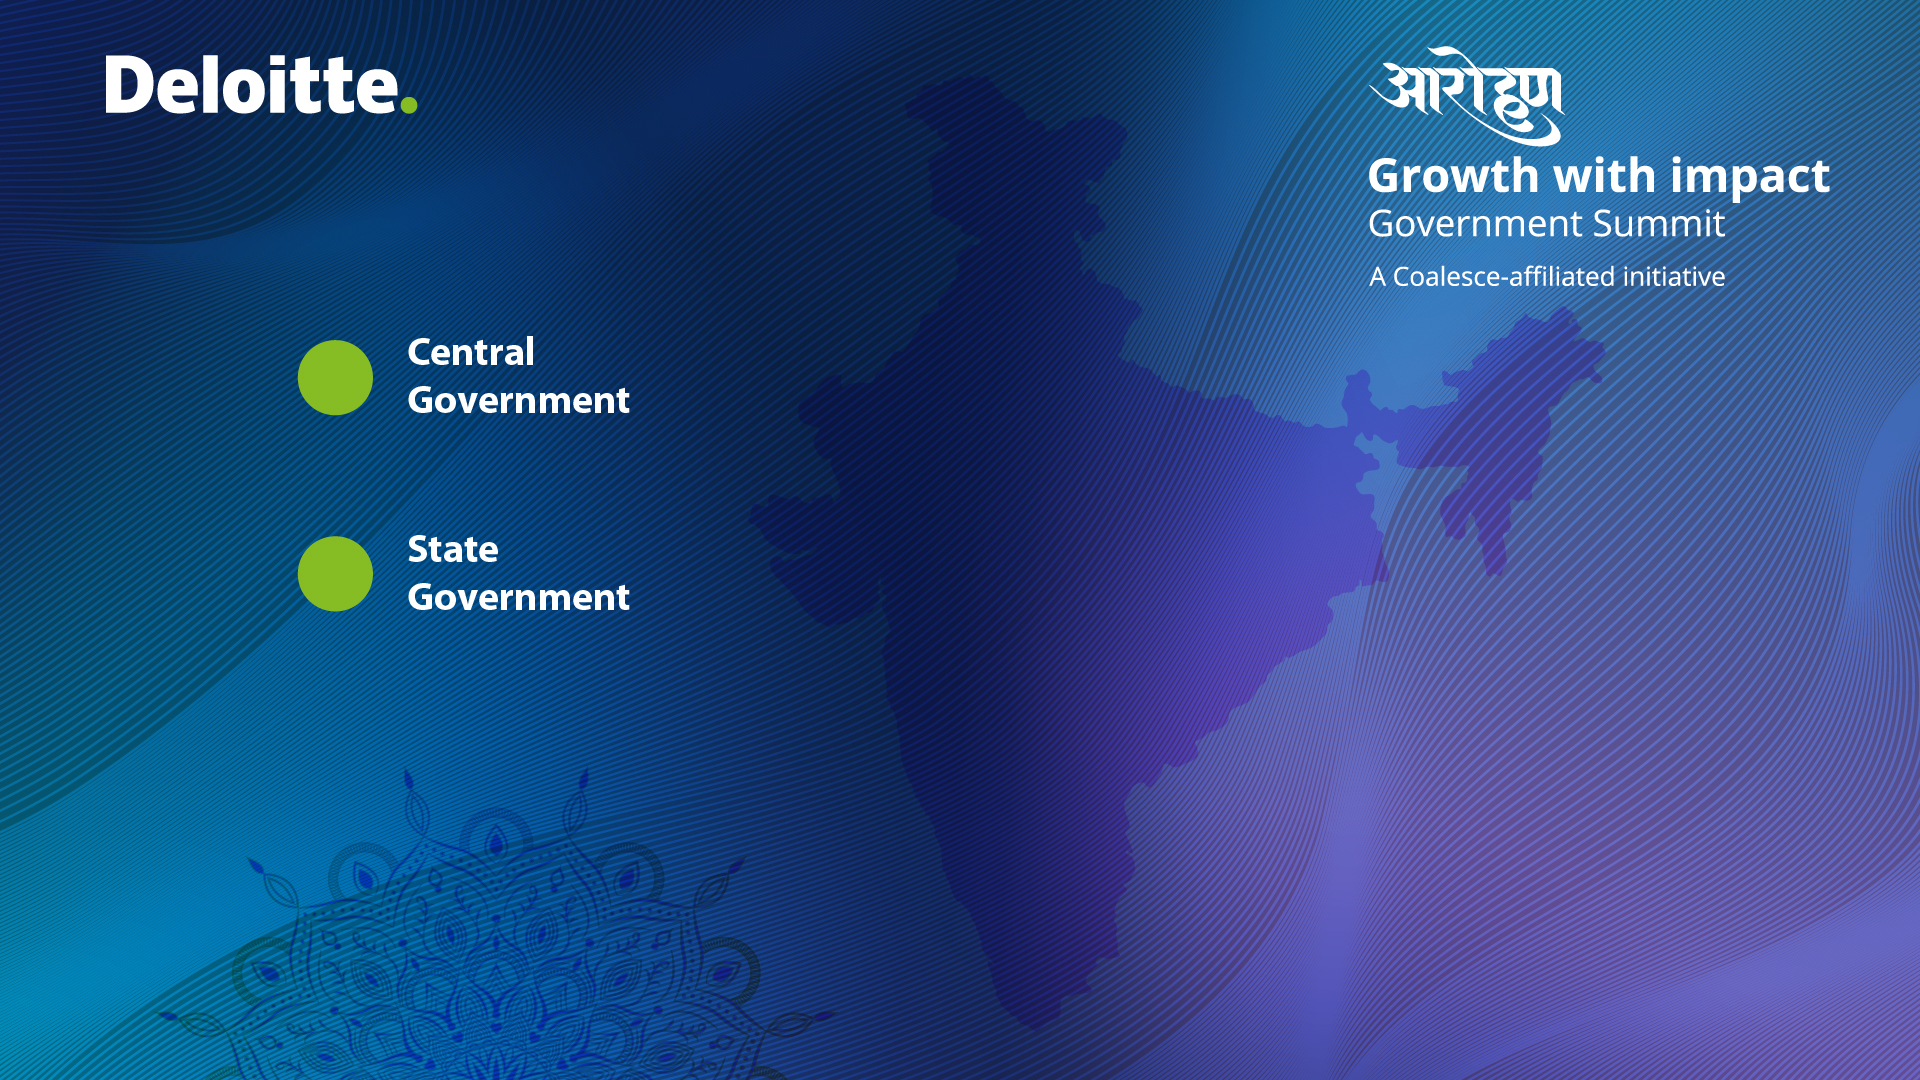 Deloitte.
आरोहण
Growth with impact
Government Summit
A Coalesce-affiliated initiative
Central
Government
State
Government